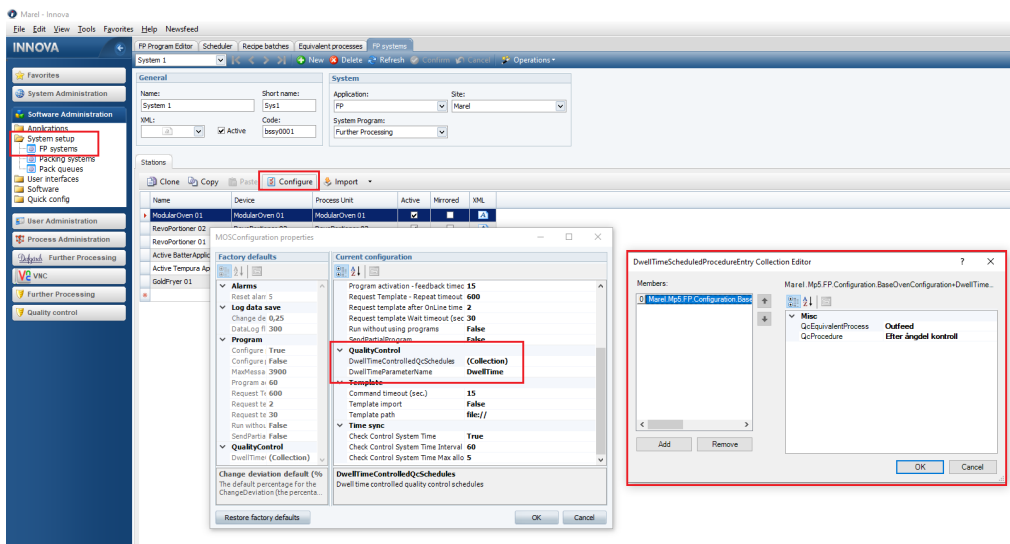 Marel - Innova
File Edit View Tools Favorites Help Newsfeed
INNOVA
FP Program Editor Scheduler Recipe batches Equivalent processes FP systems
System 1 New Delete Refresh Confirm Cancel Operations
Favorites
System Administration
Software Administration
Applications
System setup
FP systems
Packing systems
Pack queues
User interfaces
Software
Quick config
User Administration
Process Administration
Further Processing
VNC
Further Processing
Quality control
General
Name: Short name:
System 1 Sys1
XML: Code:
Active bssy0001
System
Application: Site:
FP Marel
System Program:
Further Processing
Stations
Clone Copy Paste Configure Import
Name Device Process Unit Active Mirrored XML
ModularOven 01 ModularOven 01 ModularOven 01
RevoPortioner 02
RevoPortioner 01
Active BatterApplic
Active Tempura Ap
GoldFryer 01
MOSConfiguration properties
Factory defaults
Alarms
Reset alarr 5
Log data save
Change de 0,25
DataLog fl 300
Program
Configure True
Configure j False
MaxMessa 3900
Program a 60
Request Te 600
Request te 2
Request te 30
Run withou False
SendPartia False
QualityControl
DwellTime (Collection)
Change deviation default (%
The default percentage for the
ChangeDeviation (the percenta...
Restore factory defaults
Current configuration
Program activation - feedback timec 15
Request Template - Repeat timeout 600
Request template after OnLine time 2
Request template Wait timeout (sec 30
Run without using programs False
SendPartialProgram False
QualityControl
DwellTimeControlledQcSchedules (Collection)
DwellTimeParameterName DwellTime
Template
Command timeout (sec.) 15
Template import False
Template path file://
Time sync
Check Control System Time True
Check Control System Time Interval 60
Check Control System Time Max allo 5
DwellTimeControlledQcSchedules
Dwell time controlled quality control schedules
OK Cancel
DwellTimeScheduledProcedureEntry Collection Editor ? ×
Members:
0 Marel.Mp5.FP.Configuration.Base
Add Remove
Marel.Mp5.FP.Configuration.BaseOvenConfiguration+DwellTime...
Misc
QcEquivalentProcess Outfeed
QcProcedure Efter ångdel kontroll
OK Cancel